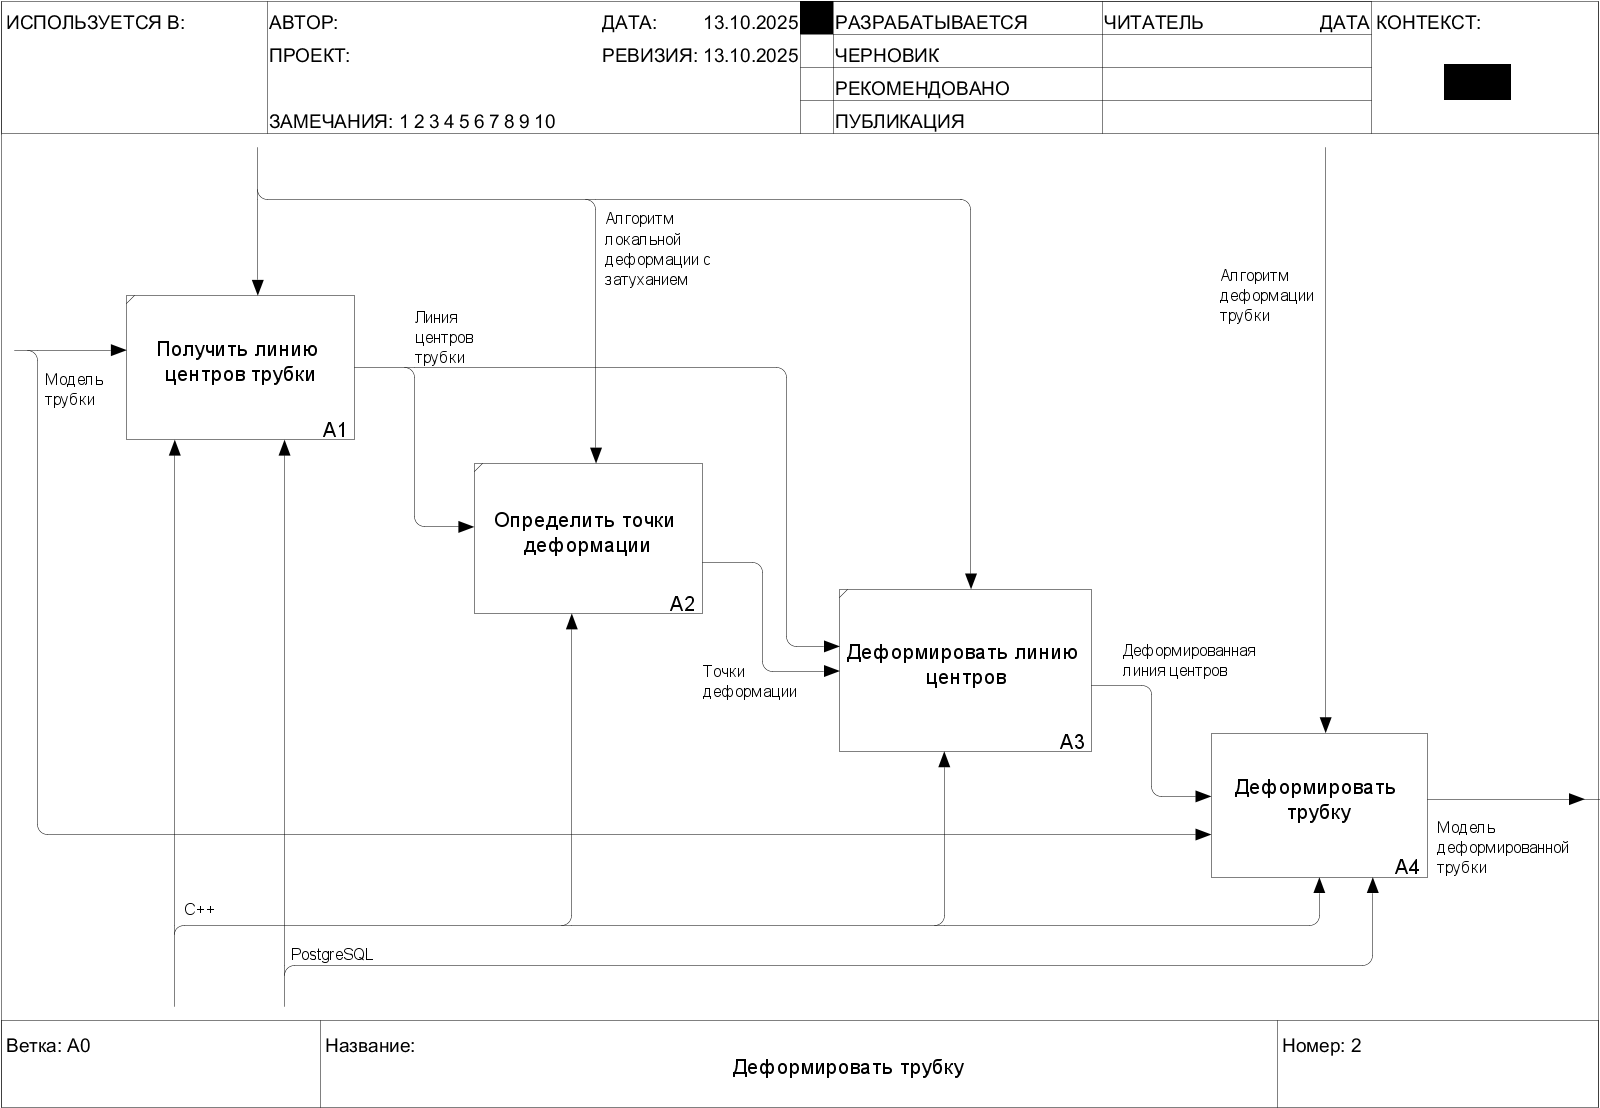 ИСПОЛЬЗУЕТСЯ В:
АВТОР:
ДАТА: 13.10.2025
РАЗРАБАТЫВАЕТСЯ
ЧИТАТЕЛЬ
ДАТА
КОНТЕКСТ:
ПРОЕКТ:
РЕВИЗИЯ: 13.10.2025
ЧЕРНОВИК
РЕКОМЕНДОВАНО
ЗАМЕЧАНИЯ: 1 2 3 4 5 6 7 8 9 10
ПУБЛИКАЦИЯ
Алгоритм
локальной
деформации с
затуханием
Алгоритм
деформации
трубки
Линия
центров
трубки
Получить линию
центров трубки
A1
Модель
трубки
Определить точки
деформации
A2
Точки
деформации
Деформировать линию
центров
A3
Деформированная
линия центров
Деформировать
трубку
A4
Модель
деформированной
трубки
C++
PostgreSQL
Ветка: A0
Название:
Деформировать трубку
Номер: 2